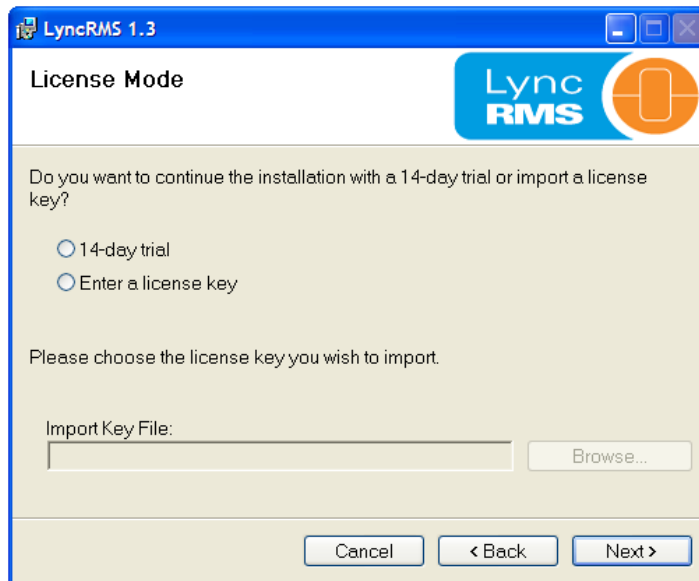 LyncRMS 1.3
License Mode
Lync
RMS
Do you want to continue the installation with a 14-day trial or import a license
key?
14-day trial
Enter a license key
Please choose the license key you wish to import.
Import Key File:
Browse...
Cancel
< Back
Next >